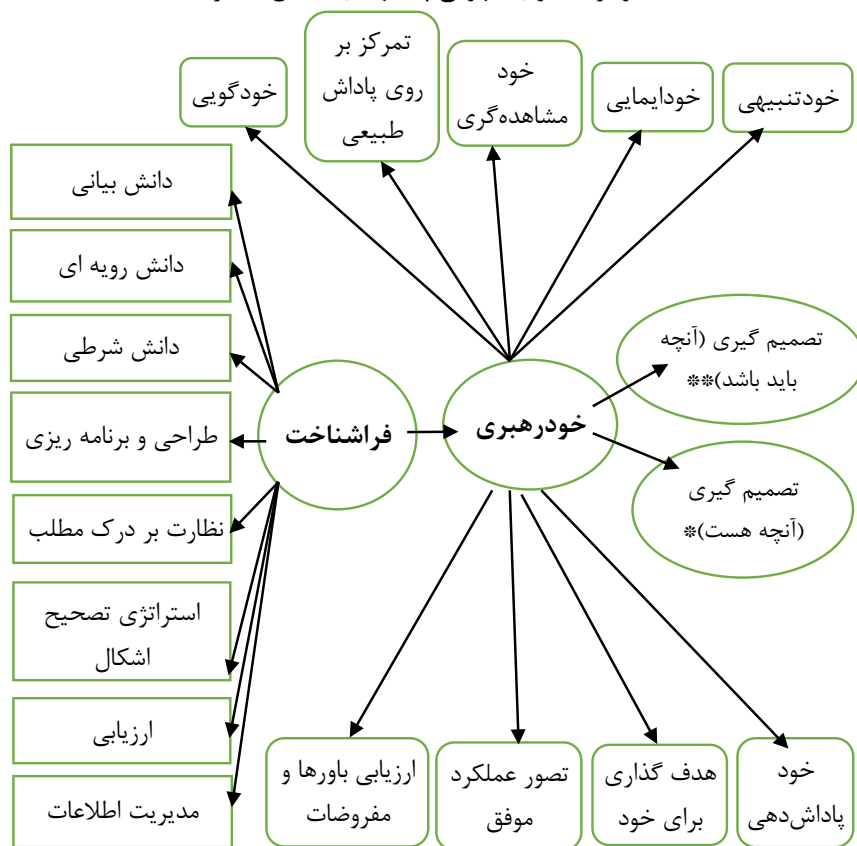 خودتنبیهی
خودایمایی
خود
مشاهده‌گری
تمرکز بر
روی پاداش
طبیعی
خودگویی
دانش بیانی
دانش رویه ای
دانش شرطی
طراحی و برنامه ریزی
نظارت بر درک مطلب
استراتژی تصحیح
اشکال
ارزیابی
مدیریت اطلاعات
فراشناخت
خودرهبری
تصمیم گیری (آنچه
باید باشد)**
تصمیم گیری
(آنچه هست)*
خود
پاداش‌دهی
هدف گذاری
برای خود
تصور عملکرد
موفق
ارزیابی باورها و
مفروضات